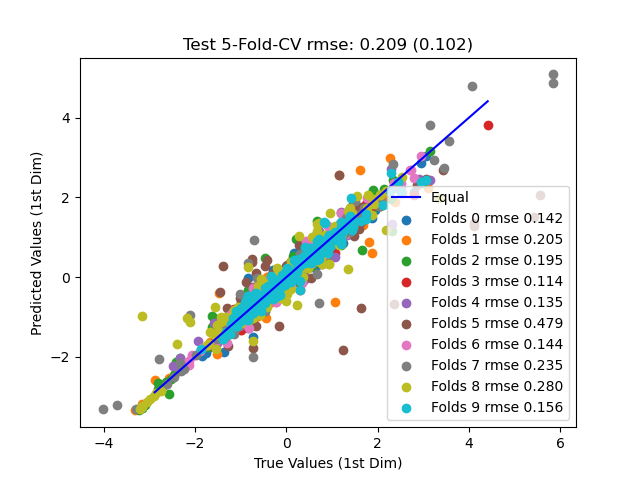 Test 5-Fold-CV rmse: 0.209 (0.102)
Predicted Values (1st Dim)
4
2
0
−2
Equal
Folds 0 rmse 0.142
Folds 1 rmse 0.205
Folds 2 rmse 0.195
Folds 3 rmse 0.114
Folds 4 rmse 0.135
Folds 5 rmse 0.479
Folds 6 rmse 0.144
Folds 7 rmse 0.235
Folds 8 rmse 0.280
Folds 9 rmse 0.156
−4 −2 0 2 4 6
True Values (1st Dim)